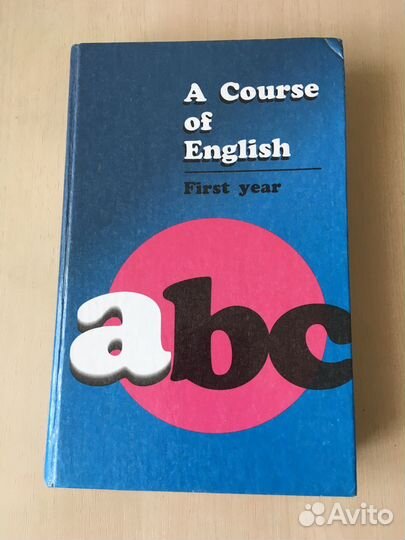 A Course
of
English
First year
abc
Avito